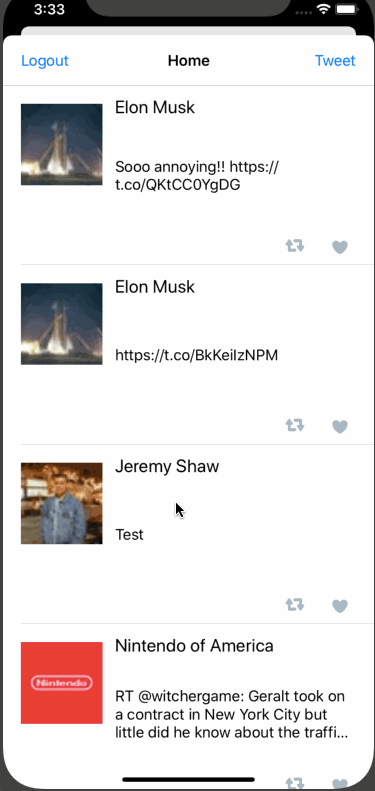 3:33
Logout Home Tweet
Elon Musk
Sooo annoying!! https://
t.co/QKtCC0YgDG
Elon Musk
https://t.co/BkKeiIzNPM
Jeremy Shaw
Test
Nintendo of America
Nintendo
RT @witchergame: Geralt took on
a contract in New York City but
little did he know about the traffi...